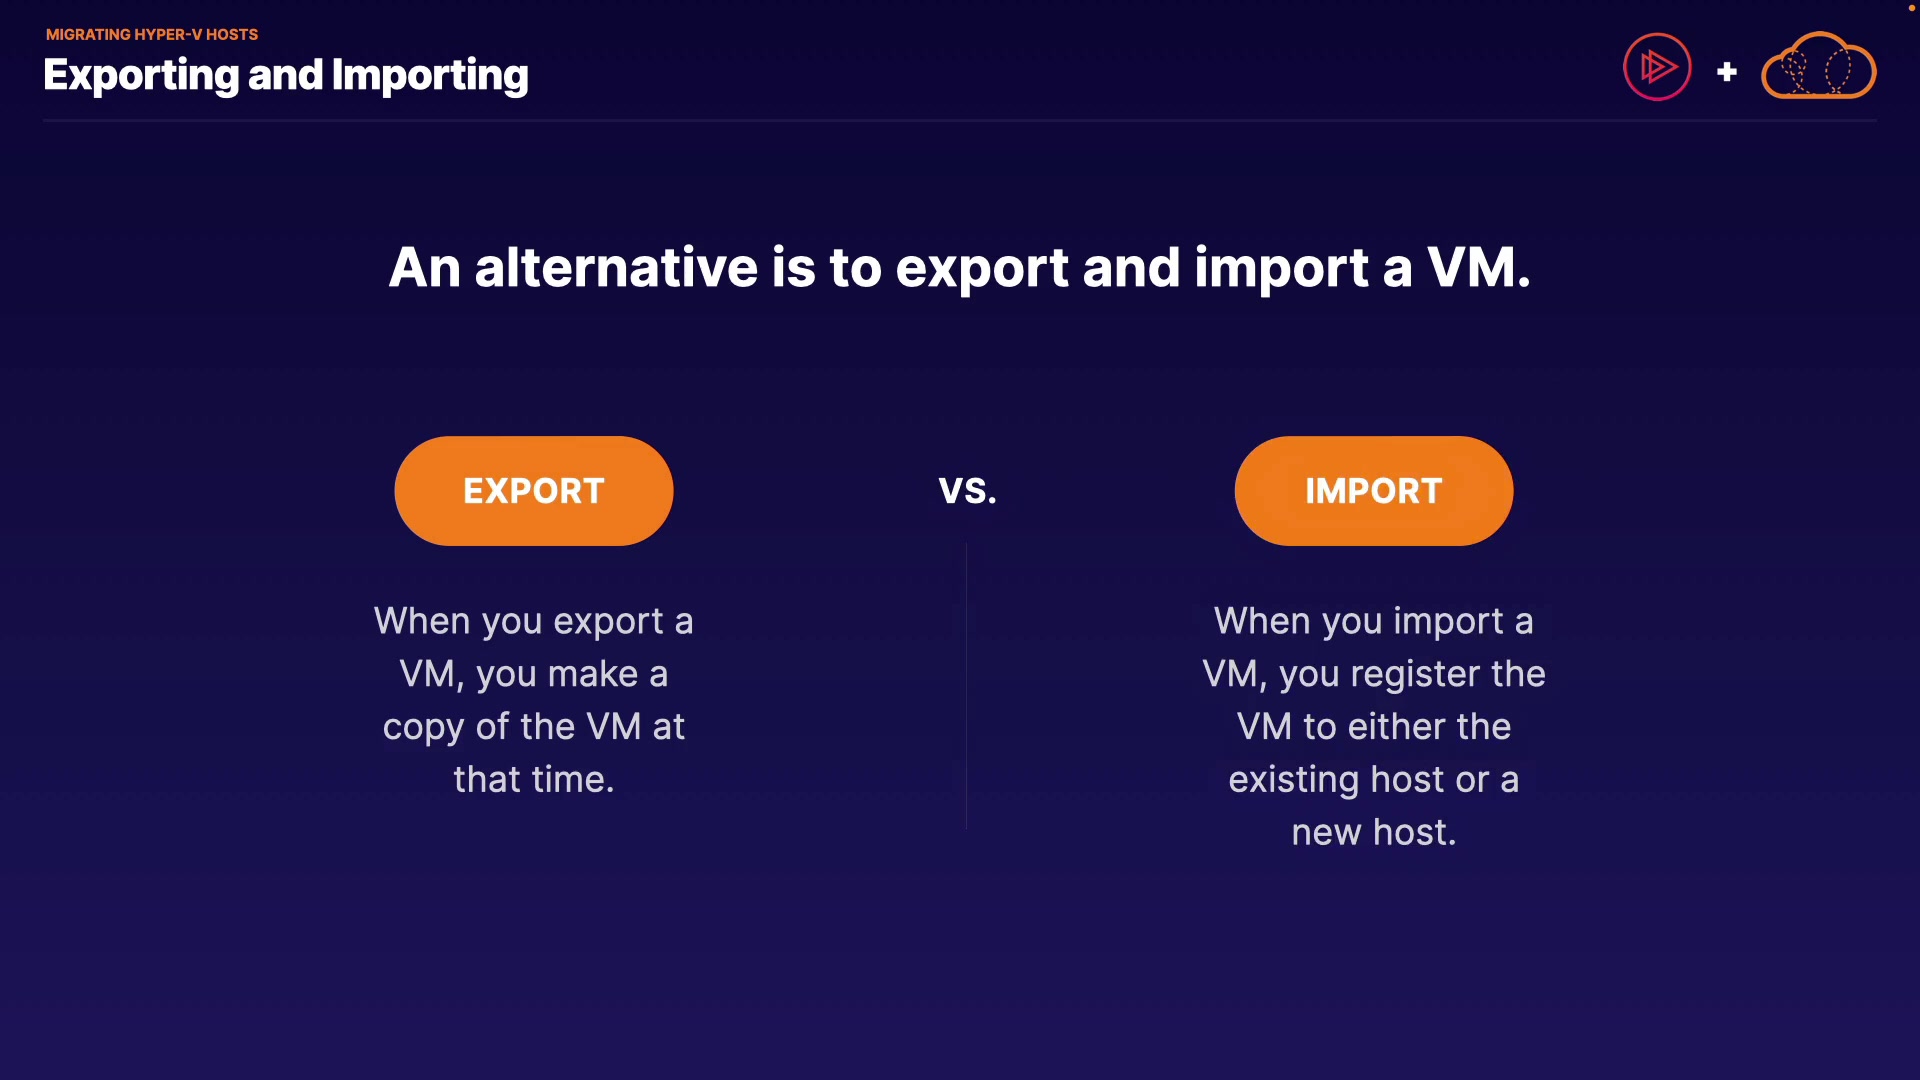 MIGRATING HYPER-V HOSTS
Exporting and Importing
An alternative is to export and import a VM.
EXPORT
VS.
IMPORT
When you export a
VM, you make a
copy of the VM at
that time.
When you import a
VM, you register the
VM to either the
existing host or a
new host.